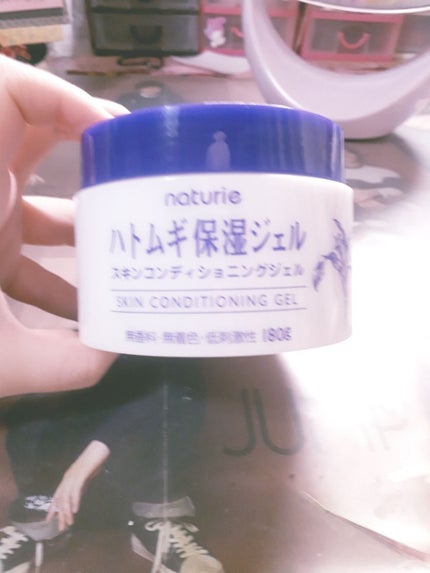 naturie
ハトムギ保湿ジェル
スキンコンディショニングジェル
SKIN CONDITIONING GEL
無香料・無着色・低刺激性 180g